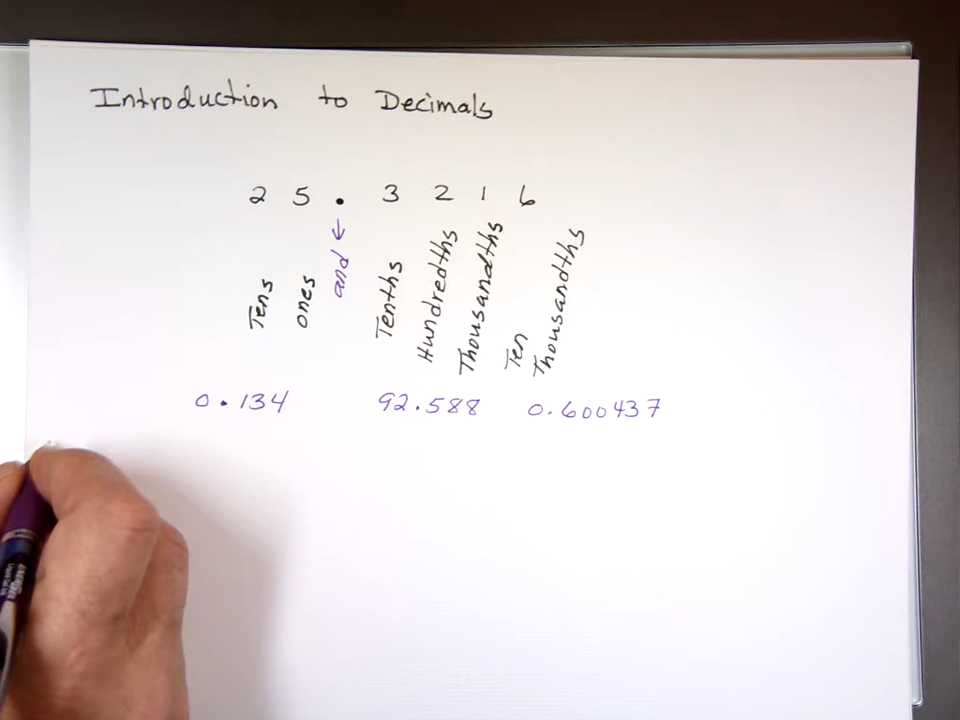 Introduction to Decimals
2 5 . 3 2 1 6
Tens ones and ← Tenths Hundredths Thousandths Ten Thousandths
0.134 92.588 0.600437